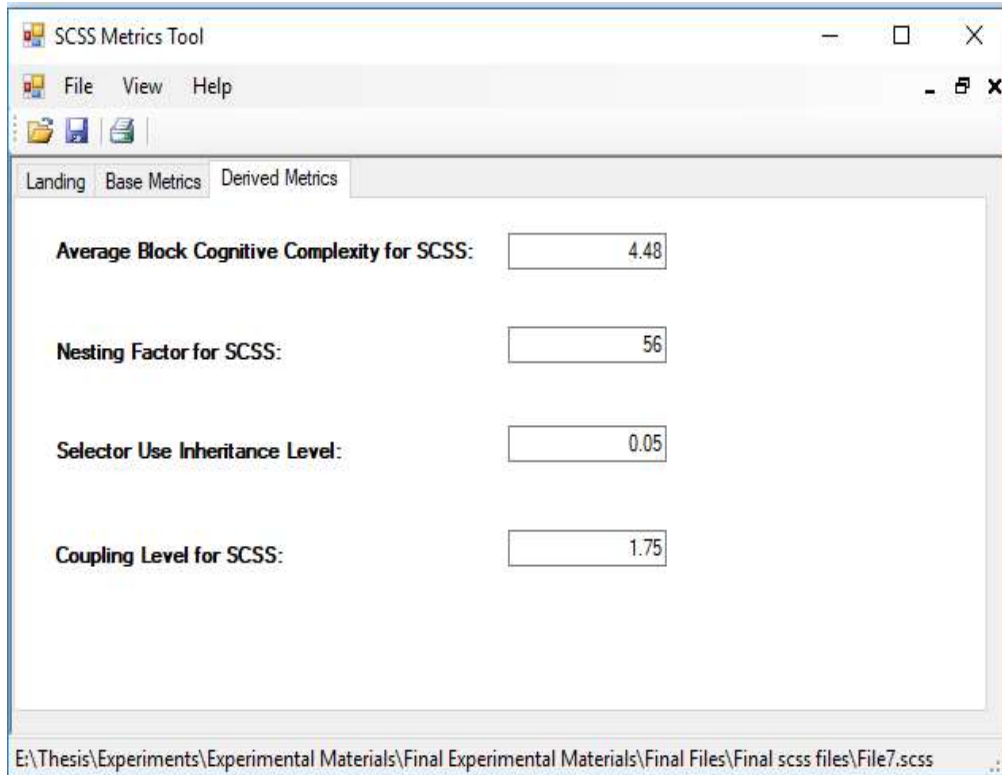 SCSS Metrics Tool
File View Help
Landing Base Metrics Derived Metrics
Average Block Cognitive Complexity for SCSS: 4.48
Nesting Factor for SCSS: 56
Selector Use Inheritance Level: 0.05
Coupling Level for SCSS: 1.75
E:\Thesis\Experiments\Experimental Materials\Final Experimental Materials\Final Files\Final scss files\File7.scss